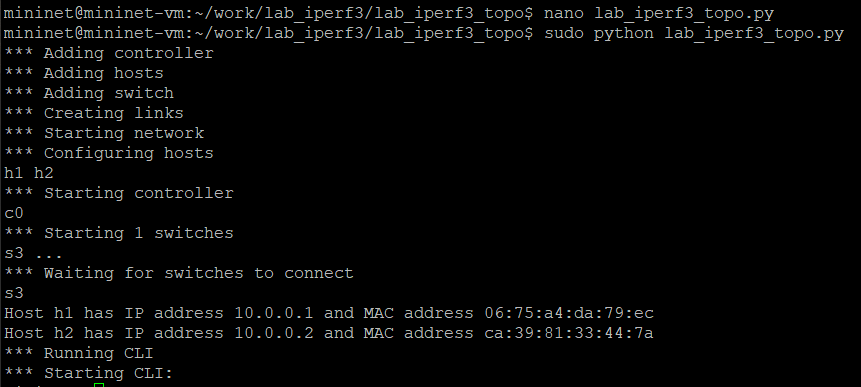 mininet@mininet-vm:~/work/lab_iperf3/lab_iperf3_topo$ nano lab_iperf3_topo.py
mininet@mininet-vm:~/work/lab_iperf3/lab_iperf3_topo$ sudo python lab_iperf3_topo.py
*** Adding controller
*** Adding hosts
*** Adding switch
*** Creating links
*** Starting network
*** Configuring hosts
h1 h2
*** Starting controller
c0
*** Starting 1 switches
s3 ...
*** Waiting for switches to connect
s3
Host h1 has IP address 10.0.0.1 and MAC address 06:75:a4:da:79:ec
Host h2 has IP address 10.0.0.2 and MAC address ca:39:81:33:44:7a
*** Running CLI
*** Starting CLI: